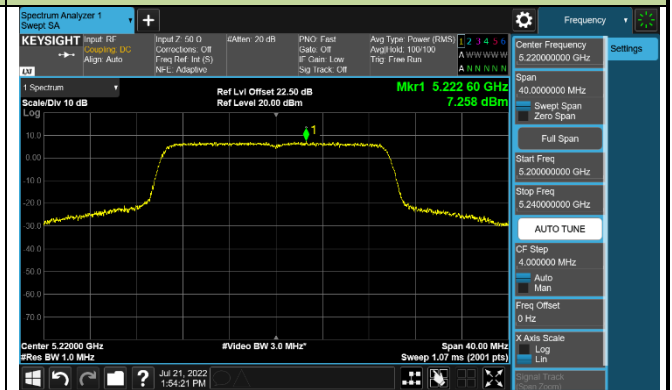 Spectrum Analyzer 1
Swept SA
KEYSIGHT
Input: RF
Coupling: DC
Align: Auto
Input Z: 50 Ω
Corrections: Off
Freq Ref: Int (S)
NFE: Adaptive
#Atten: 20 dB
PNO: Fast
Gate: Off
IF Gain: Low
Sig Track: Off
Avg Type: Power (RMS)
Avg|Hold: 100/100
Trig: Free Run
1 2 3 4 5 6
A W W W W W
A N N N N N
LXI
1 Spectrum
Scale/Div 10 dB
Ref Lvl Offset 22.50 dB
Ref Level 20.00 dBm
Mkr1 5.222 60 GHz
7.258 dBm
Log
10.0
0.00
-10.0
-20.0
-30.0
-40.0
-50.0
-60.0
-70.0
1
Center 5.22000 GHz
#Res BW 1.0 MHz
#Video BW 3.0 MHz*
Span 40.00 MHz
Sweep 1.07 ms (2001 pts)
Jul 21, 2022
1:54:21 PM
Frequency
Settings
Center Frequency
5.220000000 GHz
Span
40.0000000 MHz
Swept Span
Zero Span
Full Span
Start Freq
5.200000000 GHz
Stop Freq
5.240000000 GHz
AUTO TUNE
CF Step
4.000000 MHz
Auto
Man
Freq Offset
0 Hz
X Axis Scale
Log
Lin
Signal Track
(Span Zoom)